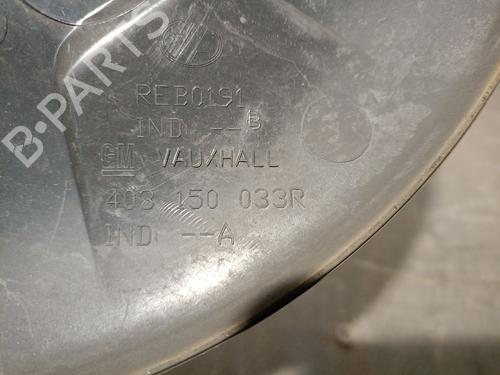 B-PARTS
REB0191
IND --B
GM VAUXHALL
403 150 033R
IND --A